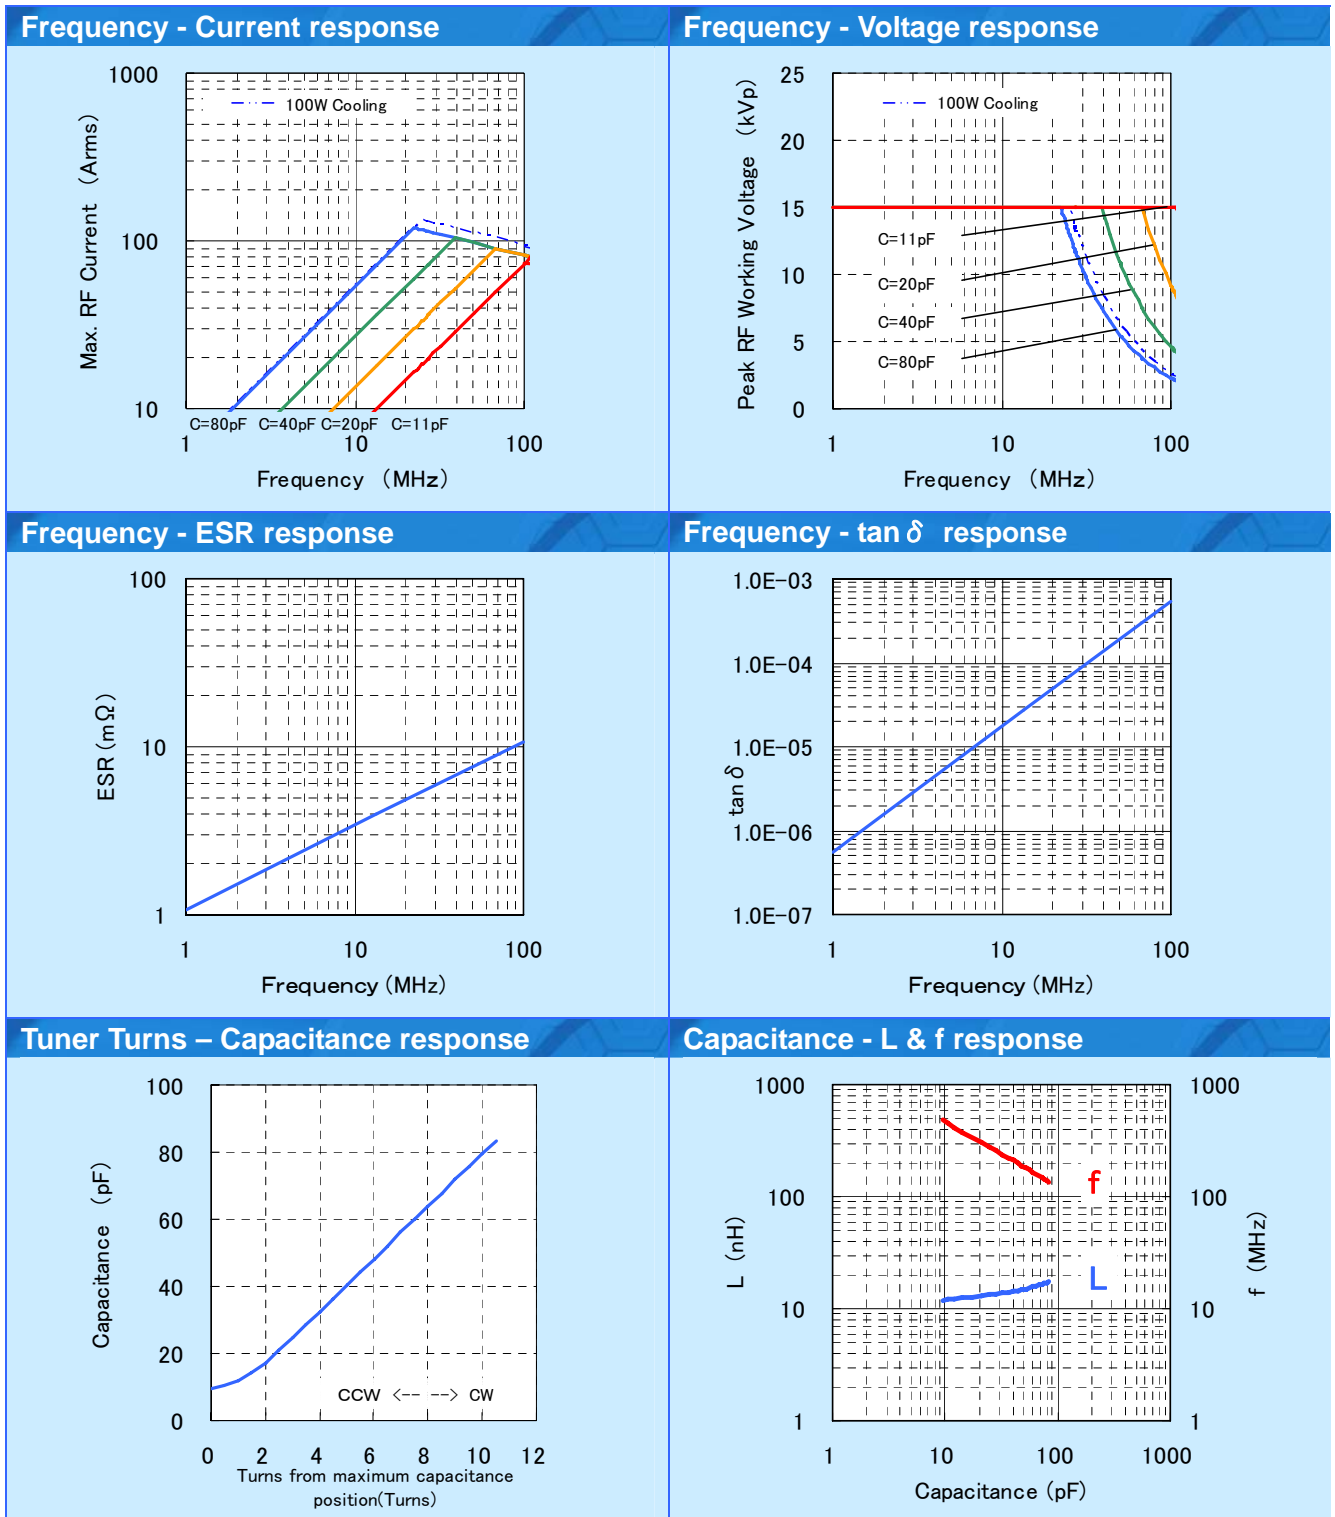 Frequency - Current response
1000
100
10
1
10
100
100W Cooling
C=80pF C=40pF C=20pF C=11pF
Max. RF Current (Arms)
Frequency (MHz)
Frequency - Voltage response
25
20
15
10
5
0
1
10
100
100W Cooling
C=11pF
C=20pF
C=40pF
C=80pF
Peak RF Working Voltage (kVp)
Frequency (MHz)
Frequency - ESR response
100
10
1
1
10
100
ESR (mΩ)
Frequency (MHz)
Frequency - tan δ response
1.0E-03
1.0E-04
1.0E-05
1.0E-06
1.0E-07
1
10
100
tan δ
Frequency (MHz)
Tuner Turns – Capacitance response
100
80
60
40
20
0
0 2 4 6 8 10 12
CCW <-- --> CW
Capacitance (pF)
Turns from maximum capacitance
position(Turns)
Capacitance - L & f response
1000
100
10
1
1000
100
10
1
f
L
1
10
100
1000
L (nH)
f (MHz)
Capacitance (pF)